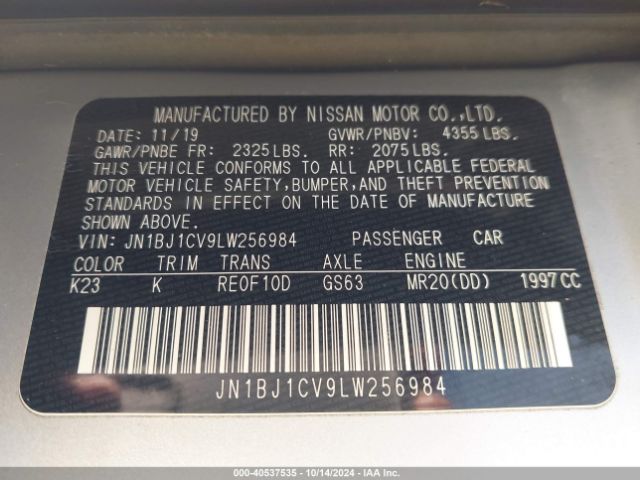 MANUFACTURED BY NISSAN MOTOR CO.,LTD.
DATE: 11/19 GVWR/PNBV: 4355 LBS.
GAWR/PNBE FR: 2325 LBS. RR: 2075 LBS.
THIS VEHICLE CONFORMS TO ALL APPLICABLE FEDERAL
MOTOR VEHICLE SAFETY,BUMPER,AND THEFT PREVENTION
STANDARDS IN EFFECT ON THE DATE OF MANUFACTURE
SHOWN ABOVE.
VIN: JN1BJ1CV9LW256984 PASSENGER CAR
COLOR TRIM TRANS AXLE ENGINE
K23 K RE0F10D GS63 MR20(DD) 1997CC
JN1BJ1CV9LW256984
000-40537535 - 10/14/2024 - IAA Inc.